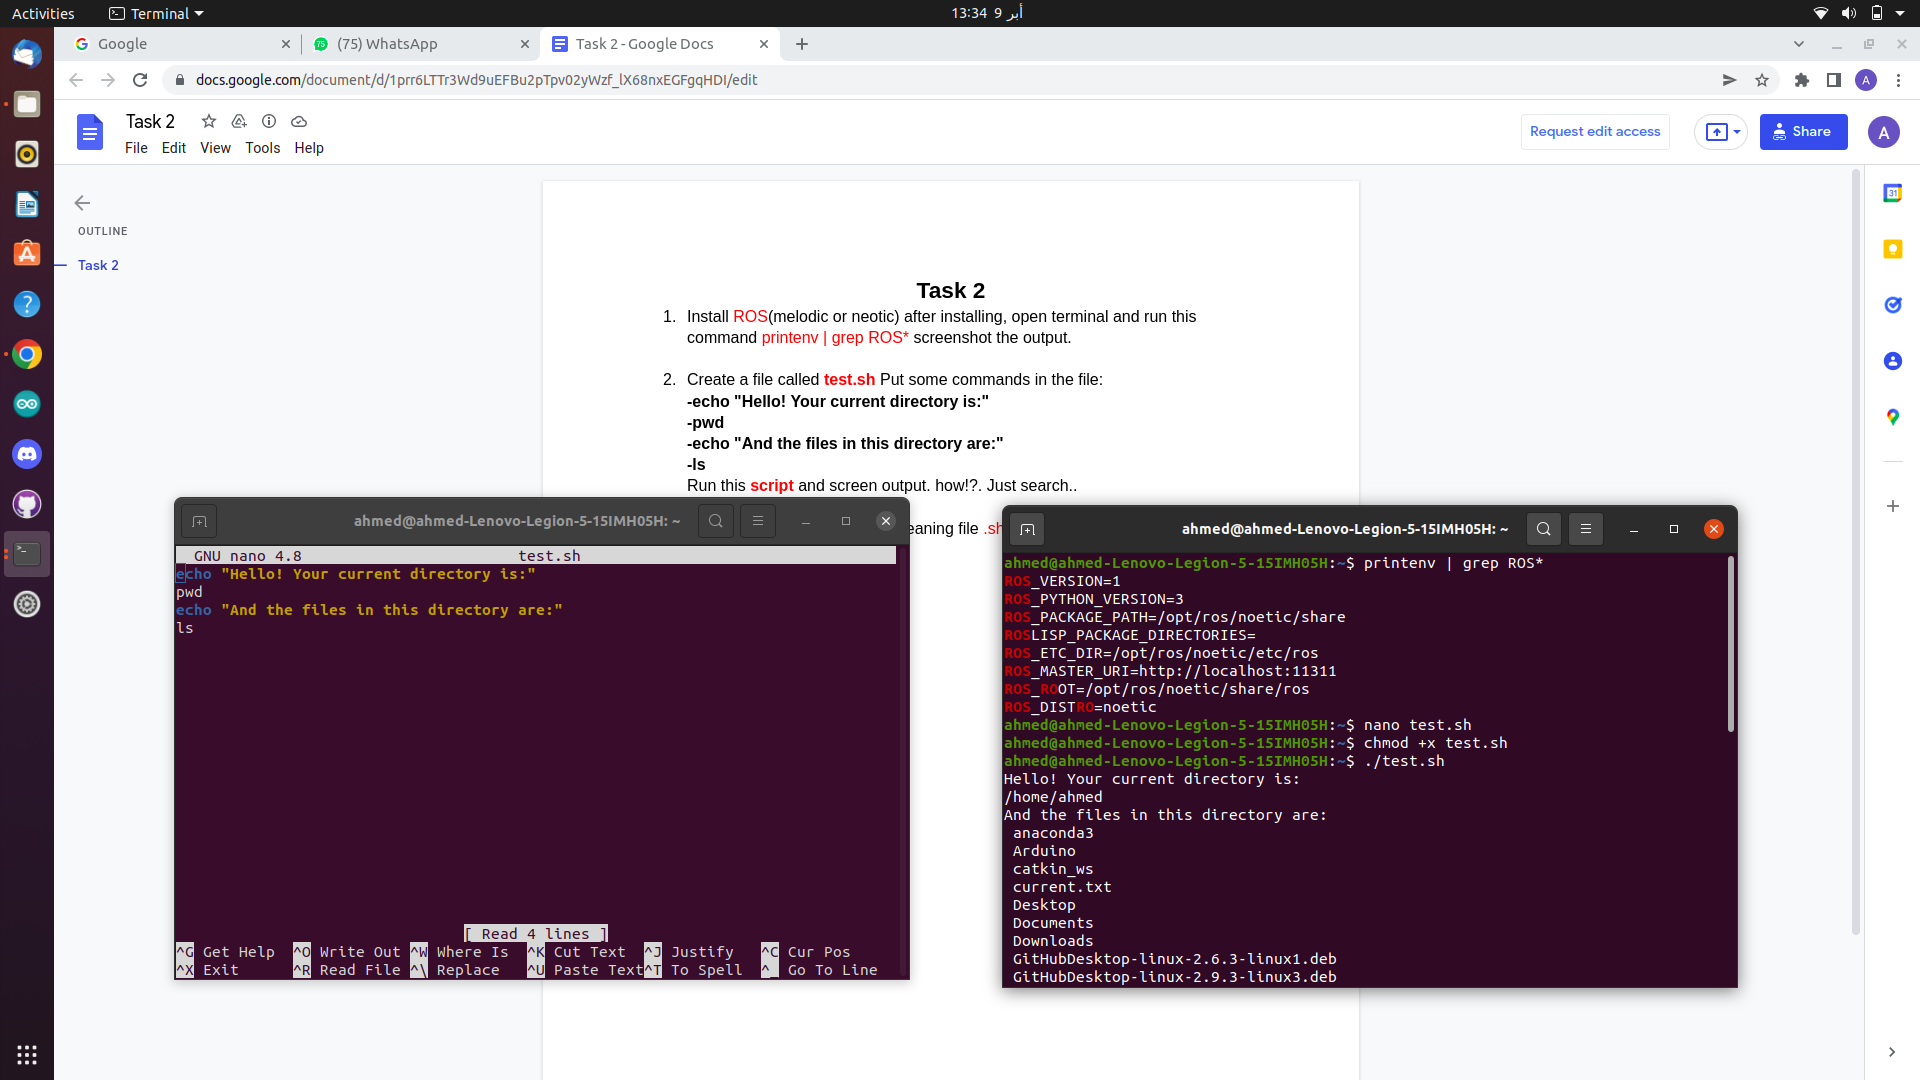 Activities
Terminal
13:34 9 أبر
Google
(75) WhatsApp
Task 2 - Google Docs
docs.google.com/document/d/1prr6LTTr3Wd9uEFBu2pTpv02yWzf_lX68nxEGFgqHDI/edit
A
Task 2
File Edit View Tools Help
Request edit access
Share
A
OUTLINE
Task 2
31
Task 2
1. Install ROS(melodic or neotic) after installing, open terminal and run this
command printenv | grep ROS* screenshot the output.
2. Create a file called test.sh Put some commands in the file:
-echo "Hello! Your current directory is:"
-pwd
-echo "And the files in this directory are:"
-ls
Run this script and screen output. how!?. Just search..
eaning file .sh
ahmed@ahmed-Lenovo-Legion-5-15IMH05H: ~
GNU nano 4.8 test.sh
echo "Hello! Your current directory is:"
pwd
echo "And the files in this directory are:"
ls
[ Read 4 lines ]
^G Get Help ^O Write Out ^W Where Is ^K Cut Text ^J Justify ^C Cur Pos
^X Exit ^R Read File ^\ Replace ^U Paste Text ^T To Spell ^_ Go To Line
ahmed@ahmed-Lenovo-Legion-5-15IMH05H: ~
ahmed@ahmed-Lenovo-Legion-5-15IMH05H:~$ printenv | grep ROS*
ROS_VERSION=1
ROS_PYTHON_VERSION=3
ROS_PACKAGE_PATH=/opt/ros/noetic/share
ROSLISP_PACKAGE_DIRECTORIES=
ROS_ETC_DIR=/opt/ros/noetic/etc/ros
ROS_MASTER_URI=http://localhost:11311
ROS_ROOT=/opt/ros/noetic/share/ros
ROS_DISTRO=noetic
ahmed@ahmed-Lenovo-Legion-5-15IMH05H:~$ nano test.sh
ahmed@ahmed-Lenovo-Legion-5-15IMH05H:~$ chmod +x test.sh
ahmed@ahmed-Lenovo-Legion-5-15IMH05H:~$ ./test.sh
Hello! Your current directory is:
/home/ahmed
And the files in this directory are:
anaconda3
Arduino
catkin_ws
current.txt
Desktop
Documents
Downloads
GitHubDesktop-linux-2.6.3-linux1.deb
GitHubDesktop-linux-2.9.3-linux3.deb